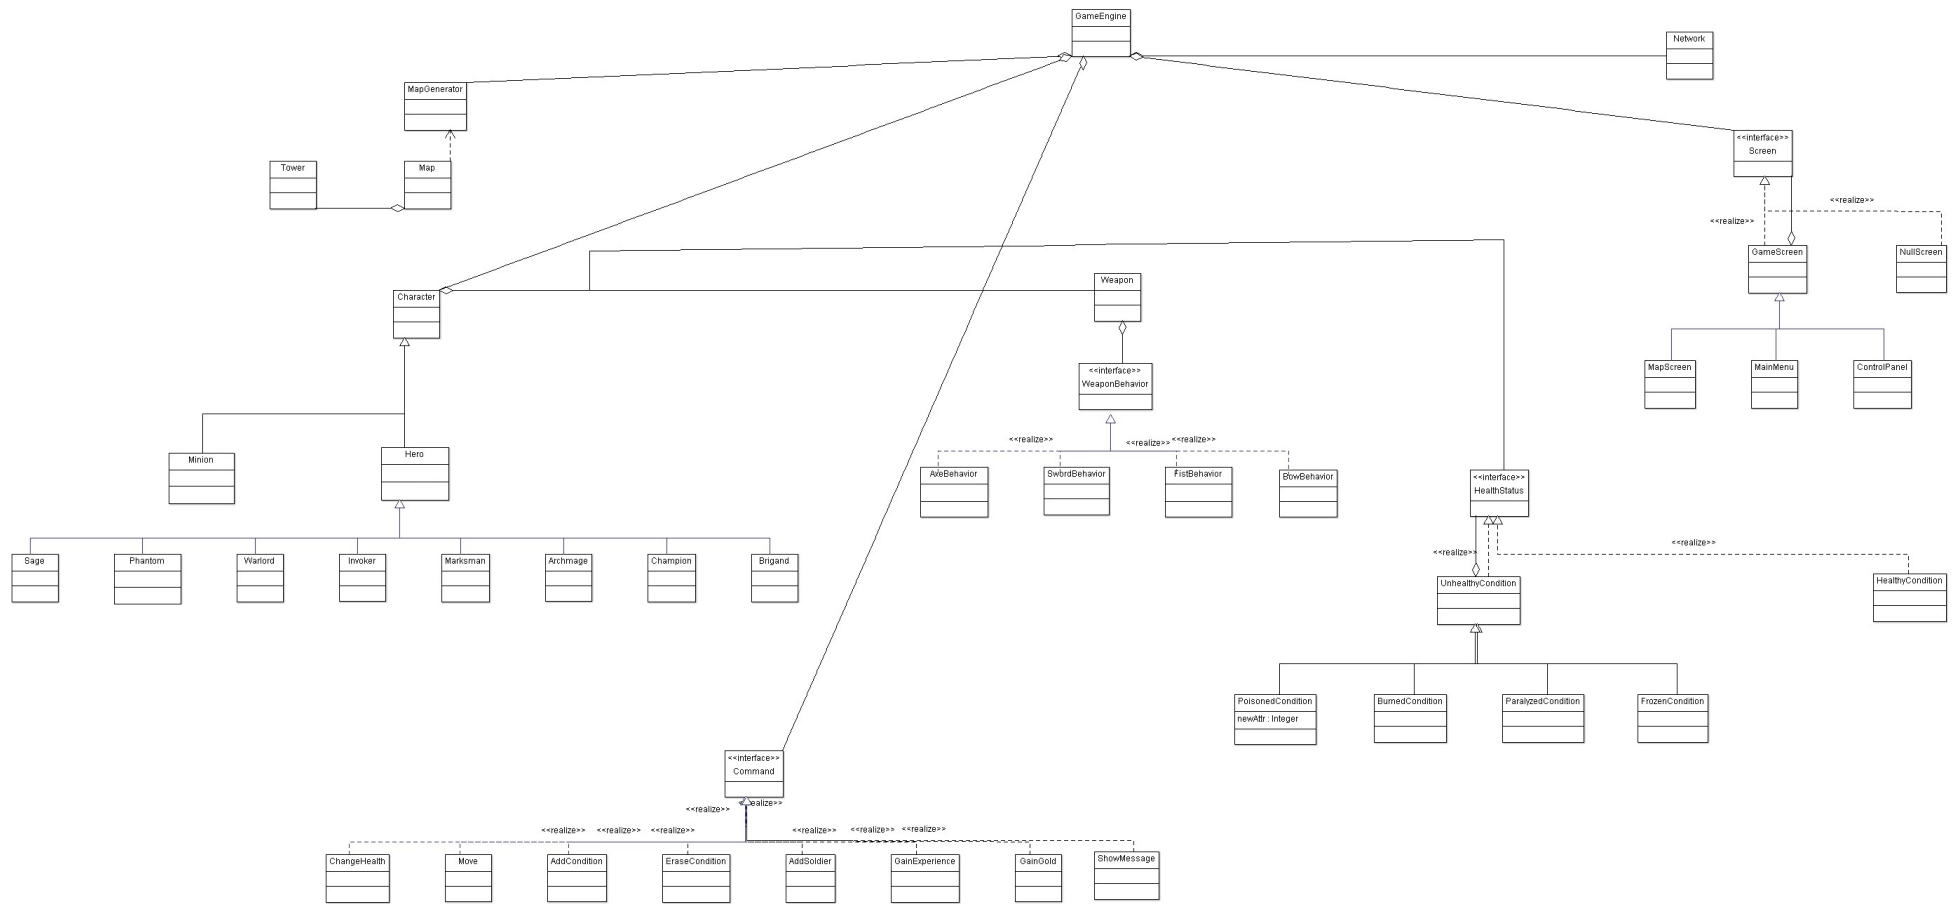 GameEngine
Network
MapGenerator
<<interface>>
Screen
Tower
Map
<<realize>>
<<realize>>
GameScreen
NullScreen
Character
Weapon
MapScreen
MainMenu
ControlPanel
<<interface>>
WeaponBehavior
<<realize>>
<<realize>>
<<realize>>
Minion
Hero
AxeBehavior
SwordBehavior
FistBehavior
BowBehavior
<<interface>>
HealthStatus
<<realize>>
<<realize>>
Sage
Phantom
Warlord
Invoker
Marksman
Archmage
Champion
Brigand
UnhealthyCondition
HealthyCondition
PoisonedCondition
newAttr : Integer
BurnedCondition
ParalyzedCondition
FrozenCondition
<<interface>>
Command
<<realize>>
<<realize>>
<<realize>>
<<realize>>
<<realize>>
<<realize>>
<<realize>>
<<realize>>
ChangeHealth
Move
AddCondition
EraseCondition
AddSoldier
GainExperience
GainGold
ShowMessage